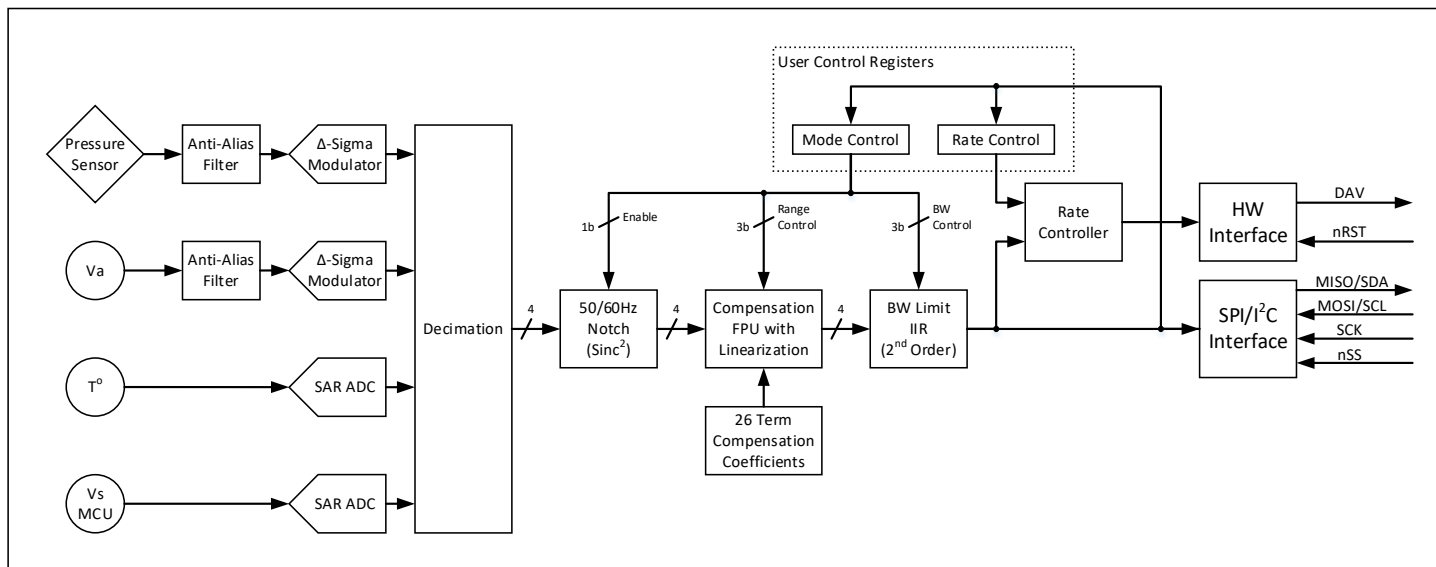 User Control Registers
Mode Control
Rate Control
Pressure
Sensor
Anti-Alias
Filter
Δ-Sigma
Modulator
1b
Enable
3b
Range
Control
3b
BW
Control
Rate
Controller
HW
Interface
DAV
nRST
Va
Anti-Alias
Filter
Δ-Sigma
Modulator
Decimation
4
50/60Hz
Notch
(Sinc²)
4
Compensation
FPU with
Linearization
4
BW Limit
IIR
(2nd Order)
SPI/I²C
Interface
MISO/SDA
MOSI/SCL
SCK
nSS
T°
SAR ADC
26 Term
Compensation
Coefficients
Vs
MCU
SAR ADC